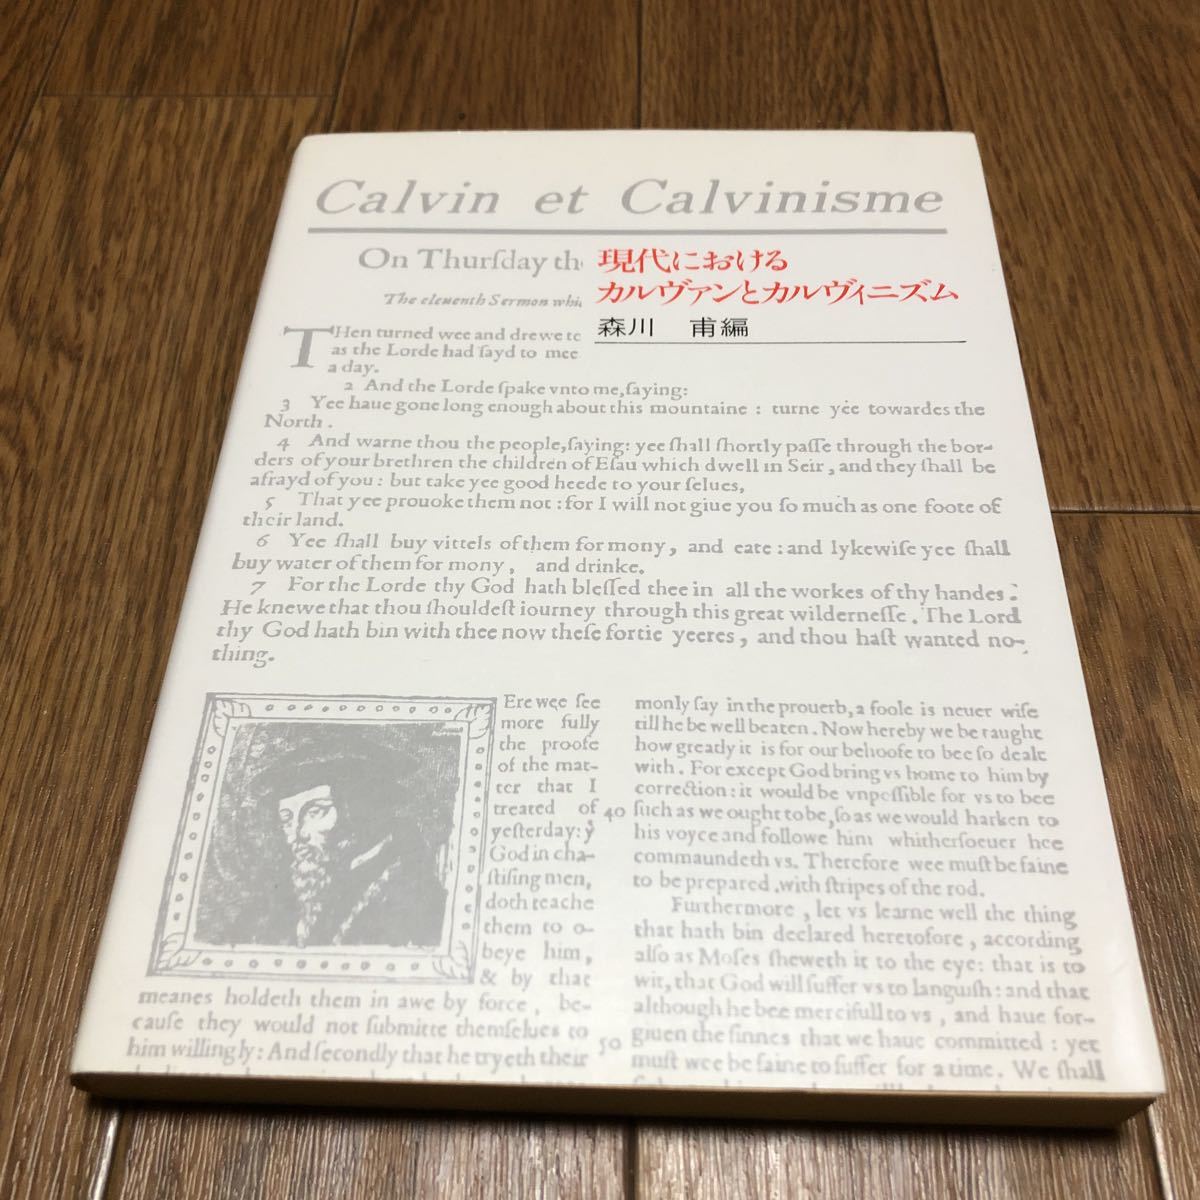 Calvin et Calvinisme
On Thurſday th
現代における
カルヴァンとカルヴィニズム
The eleuenth Sermon whi
森川 甫編
THen turned wee and drewe to
as the Lorde had ſayd to mee
a day.
2 And the Lorde ſpake vnto me,ſaying:
3 Yee haue gone long enough about this mountaine : turne yée towardes the
North.
4 And warne thou the people,ſaying: yee ſhall ſhortly paſſe through the bor-
ders of your brethren the children of Eſau which dwell in Seir, and they ſhall be
afrayd of you: but take yee good heede to your ſelues,
5 That yee prouoke them not : for I will not giue you ſo much as one foote of
their land.
6 Yee ſhall buy vittels of them for mony, and eate : and lykewiſe yee ſhall
buy water of them for mony, and drinke.
7 For the Lorde thy God hath bleſſed thee in all the workes of thy handes:
He knewe that thou ſhouldeſt iourney through this great wilderneſſe. The Lord
thy God hath bin with thee now theſe fortie yeeres, and thou haſt wanted no-
thing.
Ere wee ſee
more fully
the proofe
of the mat-
ter that I
treated of
yeſterday: ẏ
God in cha-
ſtiſing men,
doth teache
them to o-
beye him,
& by that
meanes holdeth them in awe by force, be-
cauſe they would not ſubmitte themſelues to
him willingly: And ſecondly that he tryeth their
40
50
monly ſay in the prouerb, a foole is neuer wiſe
till he be well beaten. Now hereby we be taught
how greatly it is for our behoofe to bee ſo dealt
with. For except God bring vs home to him by
correction: it would be vnpoſſible for vs to bee
ſuch as we ought to be, ſo as we would harken to
his voyce and followe him whitherſoeuer hee
commaundeth vs. Therefore wee muſt be faine
to be prepared with ſtripes of the rod.
Furthermore, let vs learne well the thing
that hath bin declared heretofore, according
alſo as Moſes ſheweth it to the eye: that is to
wit, that God will ſuffer vs to languiſh: and that
although he bee mercifull to vs, and haue for-
giuen the ſinnes that we haue committed : yet
muſt wee be faine to ſuffer for a time. We ſhall